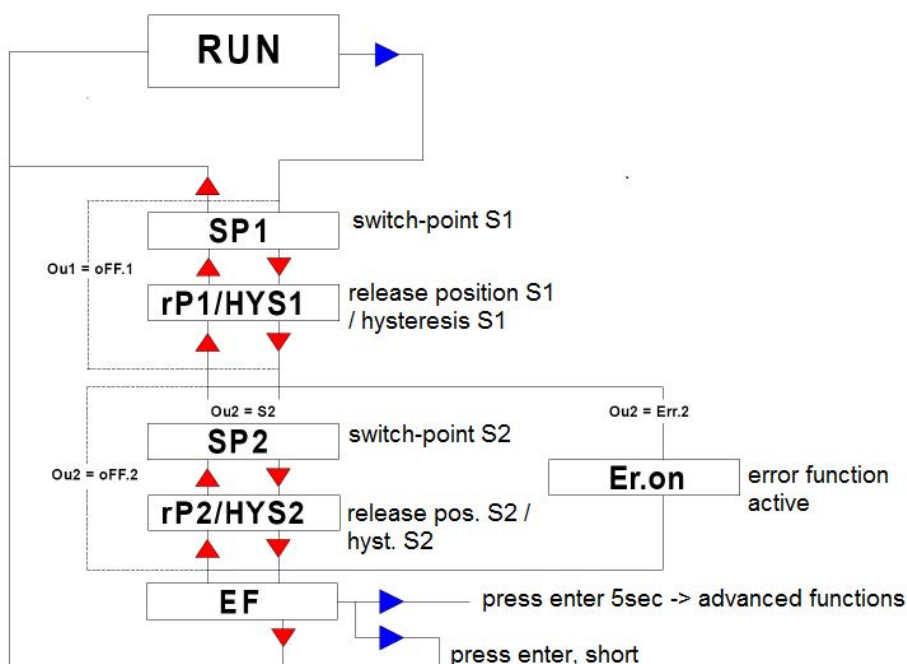 RUN
SP1
switch-point S1
Ou1 = oFF.1
rP1/HYS1
release position S1
/ hysteresis S1
Ou2 = S2
Ou2 = Err.2
SP2
switch-point S2
Ou2 = oFF.2
Er.on
error function
active
rP2/HYS2
release pos. S2 /
hyst. S2
EF
press enter 5sec -> advanced functions
press enter, short